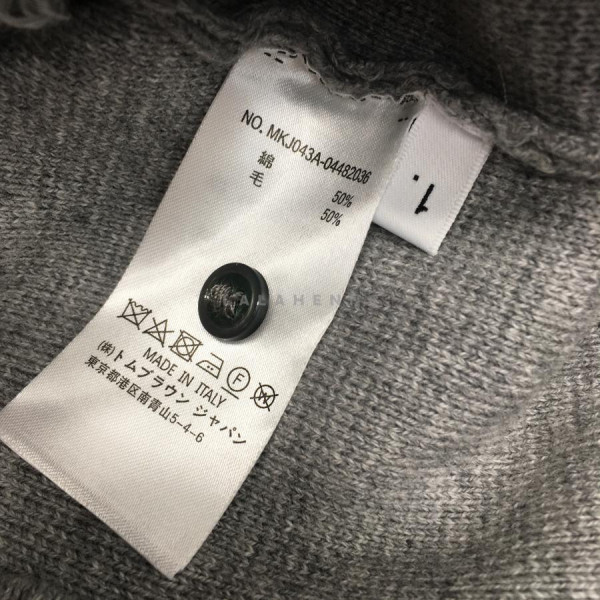 NO. MKJ043A-04482036
綿 50%
毛 50%
MADE IN ITALY
(株)トムブラウン ジャパン
東京都港区南青山5-4-6
1.
F